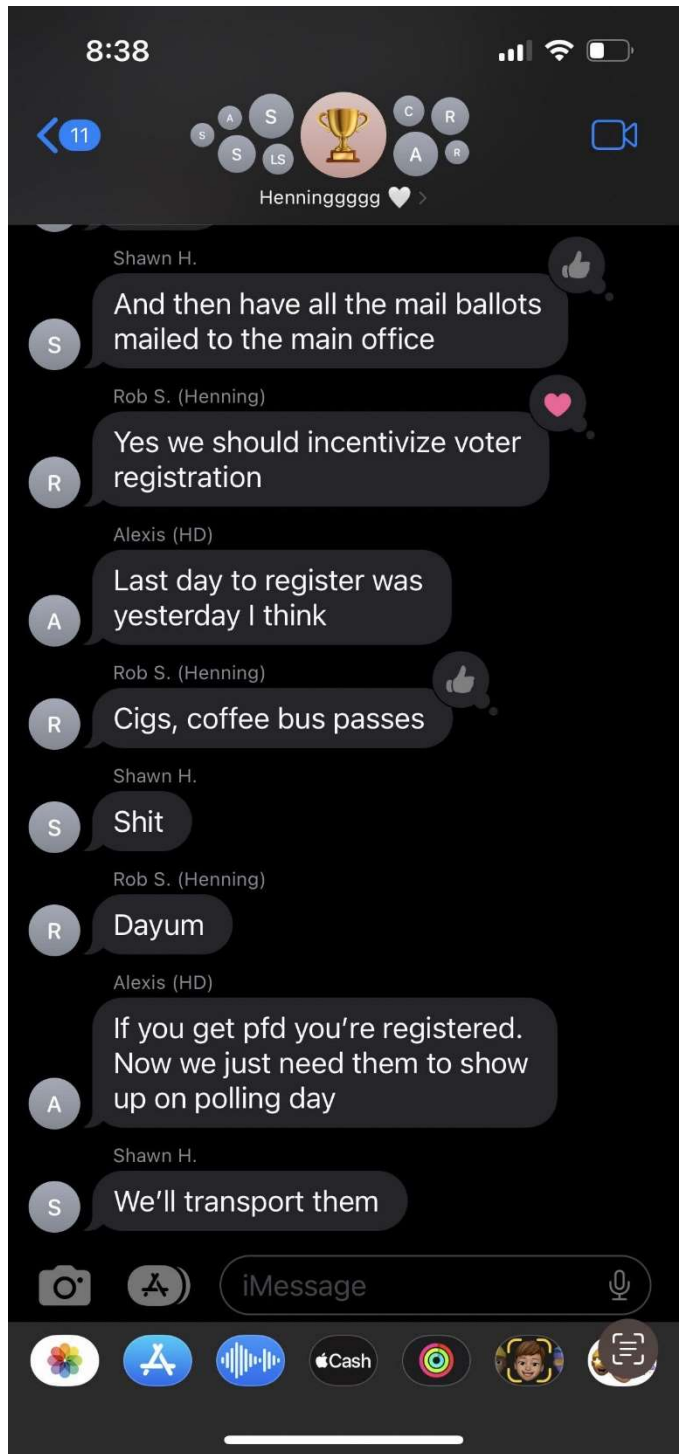 8:38
11
A
S
S
S
LS
C
R
A
R
Henninggggg 🤍 >
Shawn H.
And then have all the mail ballots
mailed to the main office
S
Rob S. (Henning)
Yes we should incentivize voter
registration
R
Alexis (HD)
Last day to register was
yesterday I think
A
Rob S. (Henning)
Cigs, coffee bus passes
R
Shawn H.
Shit
S
Rob S. (Henning)
Dayum
R
Alexis (HD)
If you get pfd you’re registered.
Now we just need them to show
up on polling day
A
Shawn H.
We’ll transport them
S
iMessage
Cash